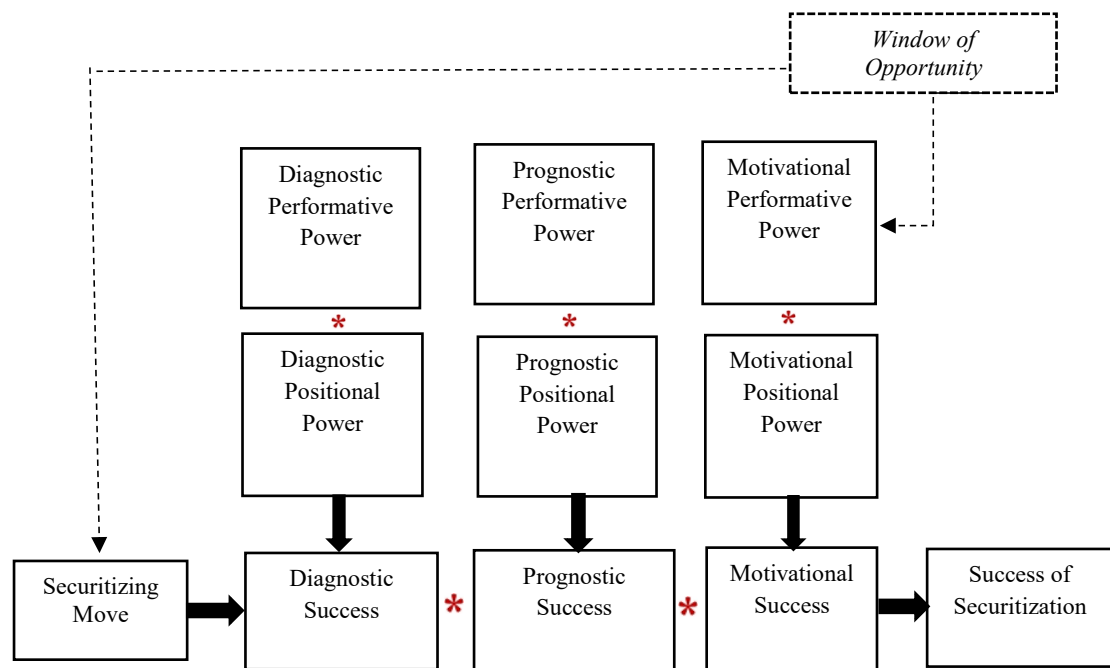 Window of
Opportunity
Diagnostic
Performative
Power
Prognostic
Performative
Power
Motivational
Performative
Power
*
*
*
Diagnostic
Positional
Power
Prognostic
Positional
Power
Motivational
Positional
Power
Securitizing
Move
Diagnostic
Success
*
Prognostic
Success
*
Motivational
Success
Success of
Securitization